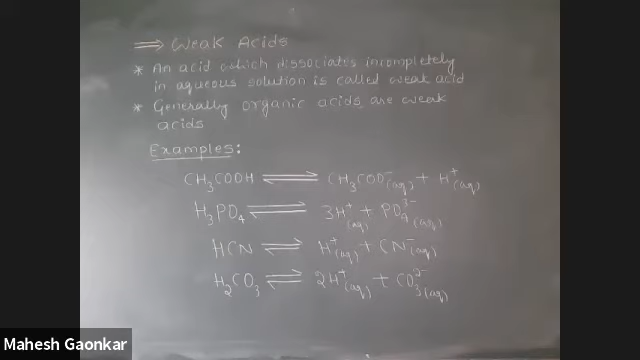 ⇒ Weak Acids
* An acid which dissociates incompletely
in aqueous solution is called weak acid
* Generally organic acids are weak
acids
Examples:
CH₃COOH ⇌ CH₃COO⁻(aq) + H⁺(aq)
H₃PO₄ ⇌ 3H⁺(aq) + PO₄³⁻(aq)
HCN ⇌ H⁺(aq) + CN⁻(aq)
H₂CO₃ ⇌ 2H⁺(aq) + CO₃²⁻(aq)
Mahesh Gaonkar